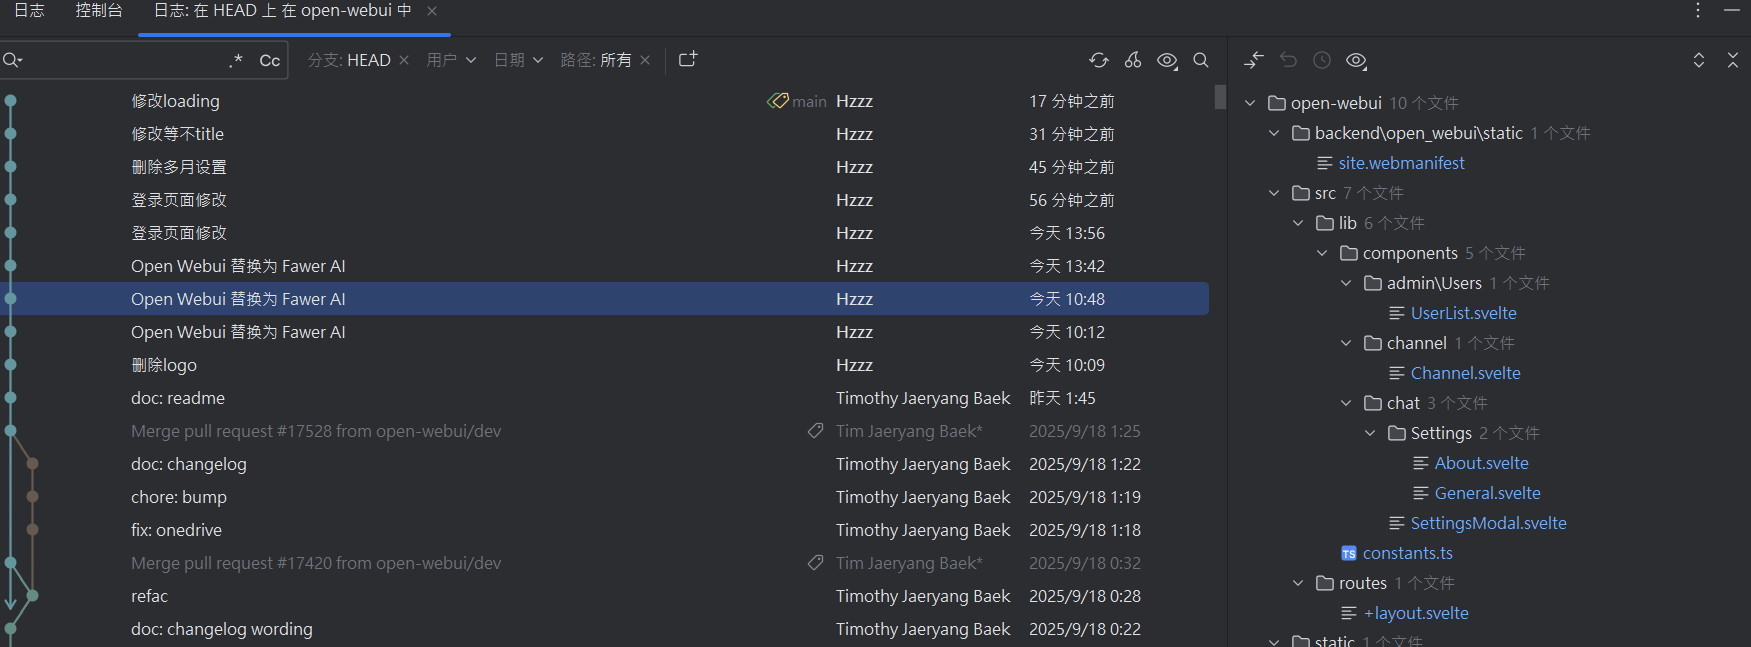 日志 控制台 日志: 在 HEAD 上 在 open-webui 中
.* Cc 分支: HEAD 用户 日期 路径: 所有
修改loading main Hzzz 17 分钟之前
修改等不title Hzzz 31 分钟之前
删除多月设置 Hzzz 45 分钟之前
登录页面修改 Hzzz 56 分钟之前
登录页面修改 Hzzz 今天 13:56
Open Webui 替换为 Fawer AI Hzzz 今天 13:42
Open Webui 替换为 Fawer AI Hzzz 今天 10:48
Open Webui 替换为 Fawer AI Hzzz 今天 10:12
删除logo Hzzz 今天 10:09
doc: readme Timothy Jaeryang Baek 昨天 1:45
Merge pull request #17528 from open-webui/dev Tim Jaeryang Baek* 2025/9/18 1:25
doc: changelog Timothy Jaeryang Baek 2025/9/18 1:22
chore: bump Timothy Jaeryang Baek 2025/9/18 1:19
fix: onedrive Timothy Jaeryang Baek 2025/9/18 1:18
Merge pull request #17420 from open-webui/dev Tim Jaeryang Baek* 2025/9/18 0:32
refac Timothy Jaeryang Baek 2025/9/18 0:28
doc: changelog wording Timothy Jaeryang Baek 2025/9/18 0:22
open-webui 10 个文件
backend\open_webui\static 1 个文件
site.webmanifest
src 7 个文件
lib 6 个文件
components 5 个文件
admin\Users 1 个文件
UserList.svelte
channel 1 个文件
Channel.svelte
chat 3 个文件
Settings 2 个文件
About.svelte
General.svelte
SettingsModal.svelte
TS constants.ts
routes 1 个文件
+layout.svelte
static 1 个文件